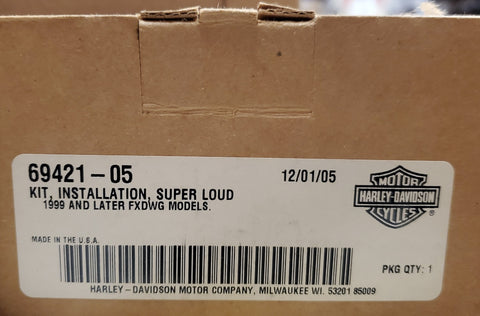 69421-05 12/01/05
KIT, INSTALLATION, SUPER LOUD
1999 AND LATER FXDWG MODELS.
MOTOR
HARLEY-DAVIDSON
CYCLES®
MADE IN THE U.S.A.
PKG QTY: 1
HARLEY-DAVIDSON MOTOR COMPANY, MILWAUKEE WI. 53201 85009